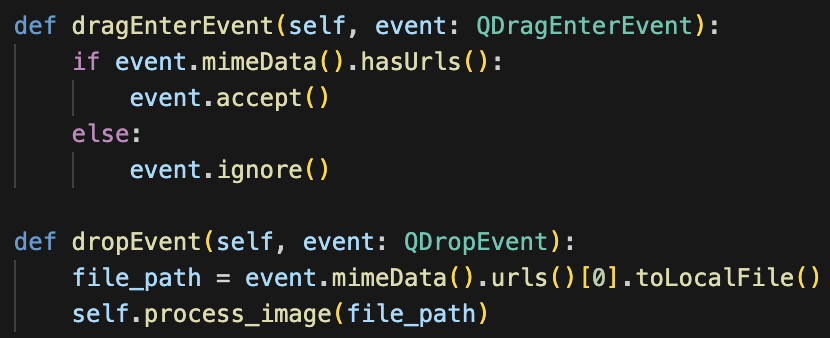 def dragEnterEvent(self, event: QDragEnterEvent):
    if event.mimeData().hasUrls():
        event.accept()
    else:
        event.ignore()

def dropEvent(self, event: QDropEvent):
    file_path = event.mimeData().urls()[0].toLocalFile()
    self.process_image(file_path)